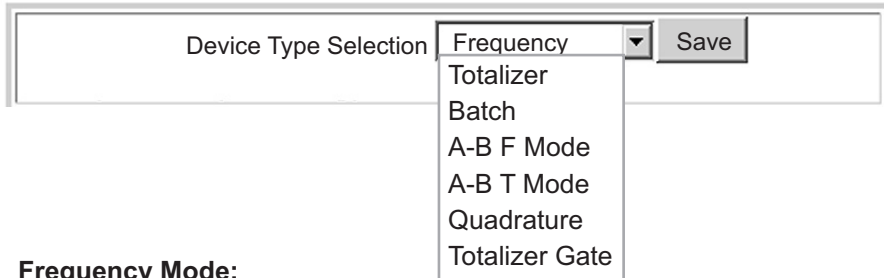 Device Type Selection Frequency Save
Totalizer
Batch
A-B F Mode
A-B T Mode
Quadrature
Totalizer Gate
Frequency Mode: